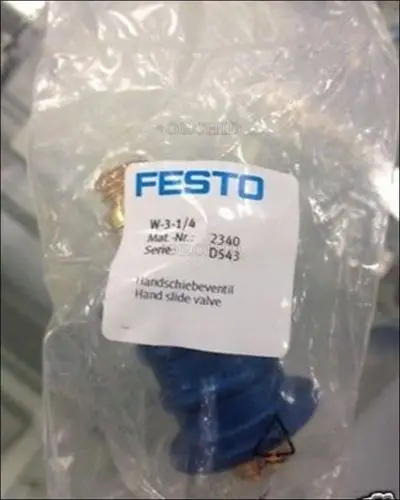 FESTO
W-3-1/4
Mat.-Nr.: 2340
Serie: D543
Handschiebeventil
Hand slide valve